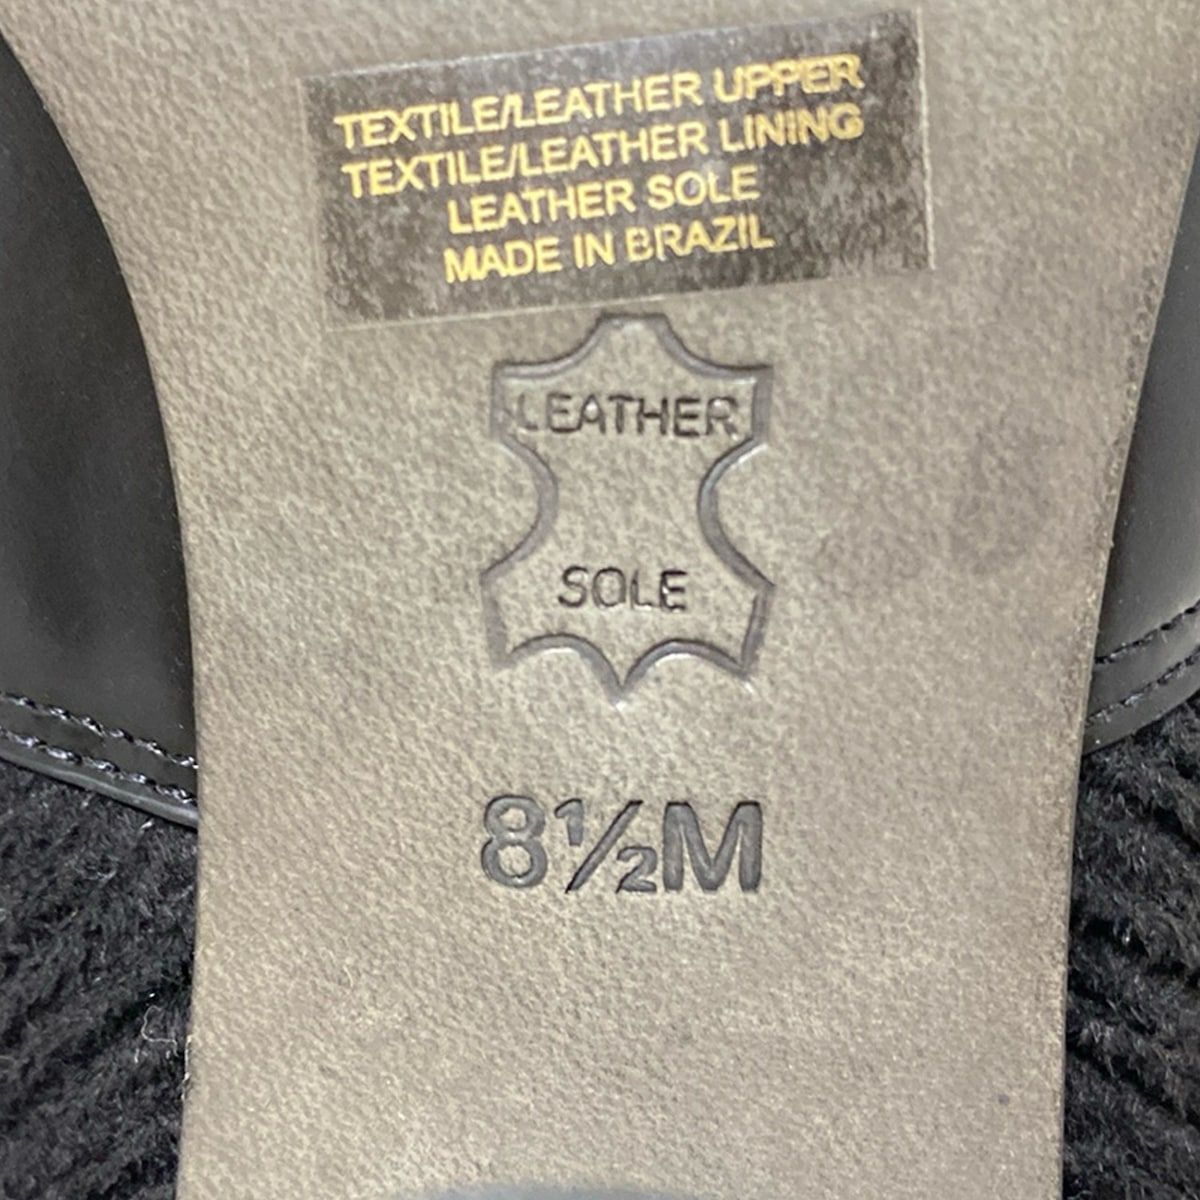 TEXTILE/LEATHER UPPER
TEXTILE/LEATHER LINING
LEATHER SOLE
MADE IN BRAZIL
LEATHER
SOLE
8½M